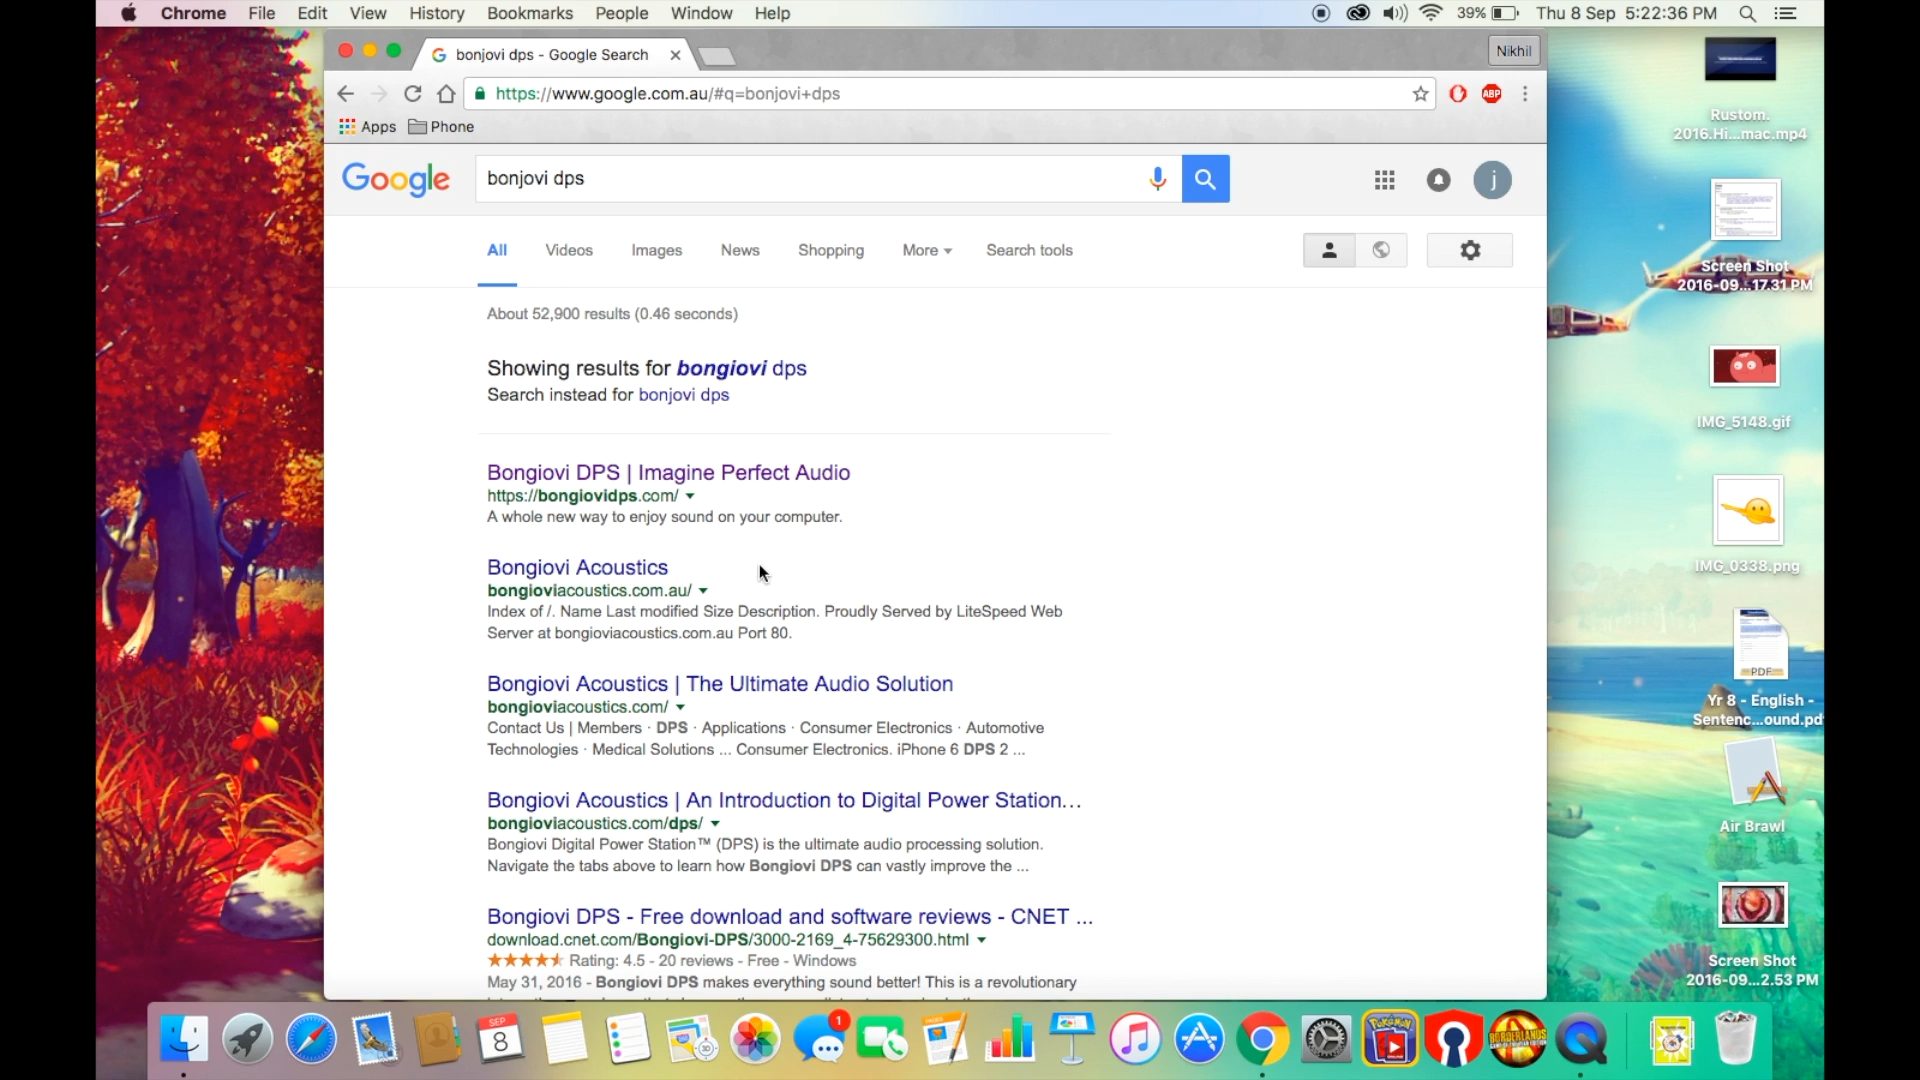 Chrome File Edit View History Bookmarks People Window Help 39% Thu 8 Sep 5:22:36 PM
bonjovi dps - Google Search
Nikhil
https://www.google.com.au/#q=bonjovi+dps
ABP
Apps Phone
Google
bonjovi dps
j
All Videos Images News Shopping More Search tools
About 52,900 results (0.46 seconds)
Showing results for bongiovi dps
Search instead for bonjovi dps
Bongiovi DPS | Imagine Perfect Audio
https://bongiovidps.com/
A whole new way to enjoy sound on your computer.
Bongiovi Acoustics
bongioviacoustics.com.au/
Index of /. Name Last modified Size Description. Proudly Served by LiteSpeed Web
Server at bongioviacoustics.com.au Port 80.
Bongiovi Acoustics | The Ultimate Audio Solution
bongioviacoustics.com/
Contact Us | Members · DPS · Applications · Consumer Electronics · Automotive
Technologies · Medical Solutions ... Consumer Electronics. iPhone 6 DPS 2 ...
Bongiovi Acoustics | An Introduction to Digital Power Station...
bongioviacoustics.com/dps/
Bongiovi Digital Power Station™ (DPS) is the ultimate audio processing solution.
Navigate the tabs above to learn how Bongiovi DPS can vastly improve the ...
Bongiovi DPS - Free download and software reviews - CNET ...
download.cnet.com/Bongiovi-DPS/3000-2169_4-75629300.html
Rating: 4.5 - 20 reviews - Free - Windows
May 31, 2016 - Bongiovi DPS makes everything sound better! This is a revolutionary
Rustom.
2016.Hi...mac.mp4
Screen Shot
2016-09...17.31 PM
IMG_5148.gif
IMG_0338.png
PDF
Yr 8 - English -
Sentenc...ound.pd
Air Brawl
Screen Shot
2016-09...2.53 PM
SEP
8
1
POKéMON
BORDERLANDS